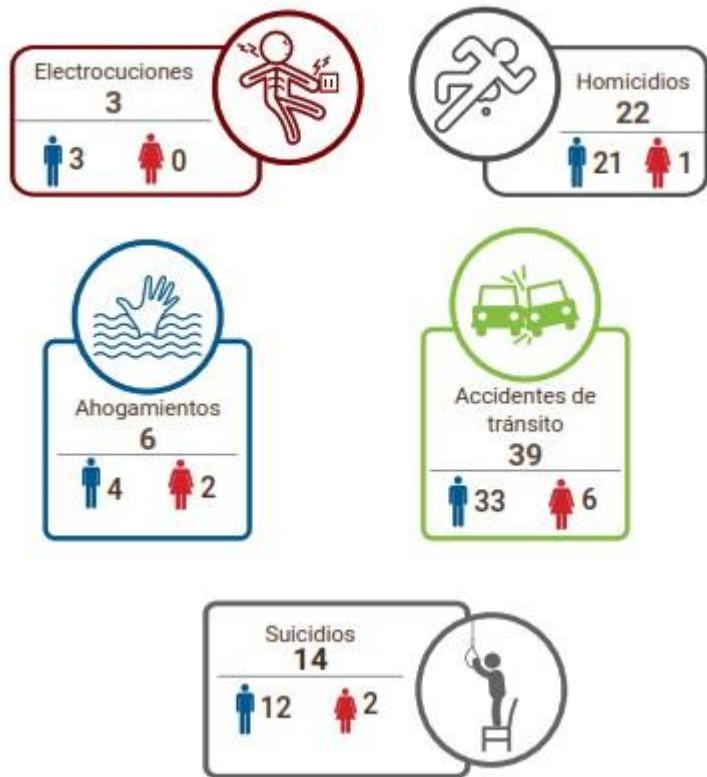 Electrocuciones
3
3 0
Homicidios
22
21 1
Ahogamientos
6
4 2
Accidentes de
tránsito
39
33 6
Suicidios
14
12 2